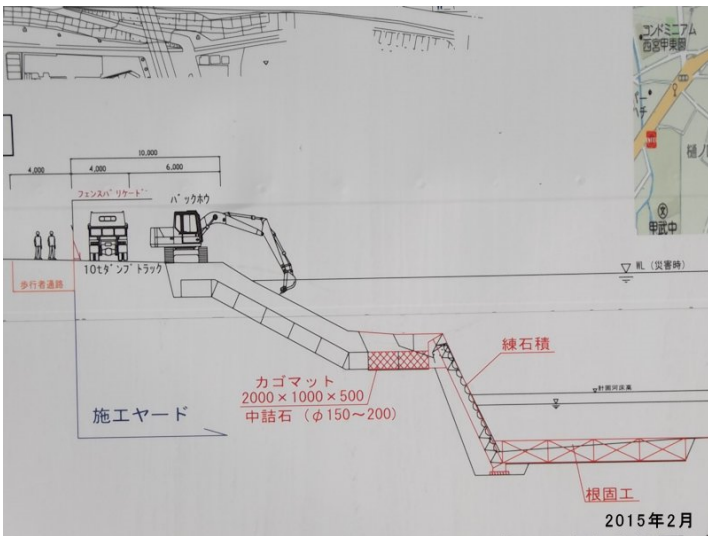 コンドミニアム
西宮甲東園
樋ノ
甲武中
10,000
4,000
4,000
6,000
フェンスバリケード
バックホウ
10tダンプトラック
歩行者通路
WL (災害時)
練石積
カゴマット
2000×1000×500
中詰石 (φ150～200)
計画河床高
施工ヤード
根固工
2015年2月